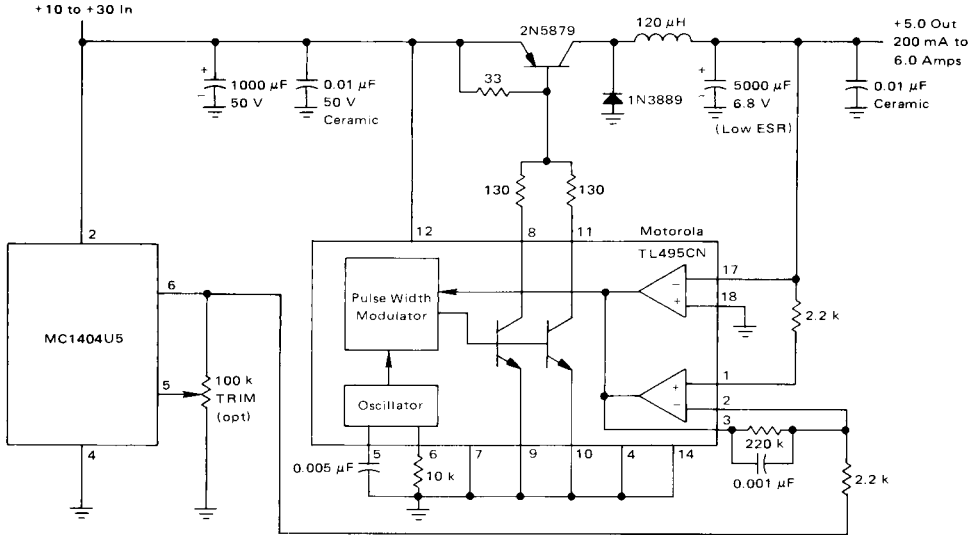 +10 to +30 In
2N5879
120 μH
+5.0 Out
200 mA to
6.0 Amps
+
1000 μF
50 V
-
0.01 μF
50 V
Ceramic
33
1N3889
+
5000 μF
6.8 V
-
(Low ESR)
0.01 μF
Ceramic
130
130
2
12
8
11
Motorola
TL495CN
6
MC1404U5
5
4
100 k
TRIM
(opt)
Pulse Width
Modulator
Oscillator
-
+
17
18
2.2 k
+
-
1
2
3
5
6
7
9
10
4
14
0.005 μF
10 k
220 k
0.001 μF
2.2 k